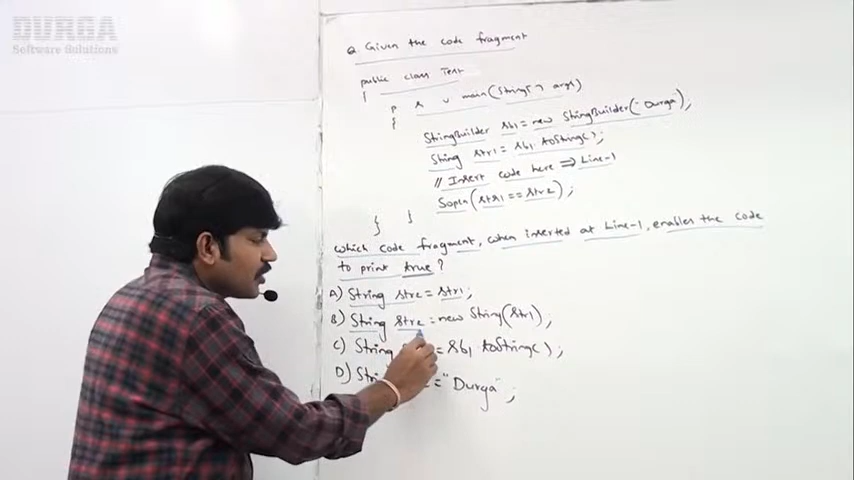 DURGA
Software Solutions
Q Given the code fragment
public class Test
{
p s v main(String[] args)
{
StringBuilder sb1 = new StringBuilder("Durga");
String str1 = sb1.toString();
// Insert code here ⇒ Line-1
Sopln(str1 == str2);
}
}
Which code fragment, when inserted at Line-1, enables the code
to print true?
A) String str2 = str1;
B) String str2 = new String(str1);
C) String = sb1.toString();
D) = "Durga";